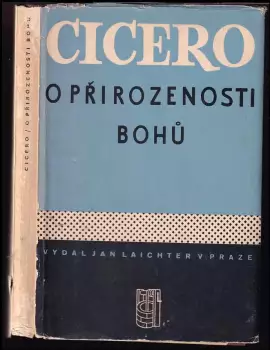 CICERO
O PŘIROZENOSTI
BOHŮ
VYDAL JAN LAICHTER V PRAZE
CICERO / O PŘIROZENOSTI BOHŮ